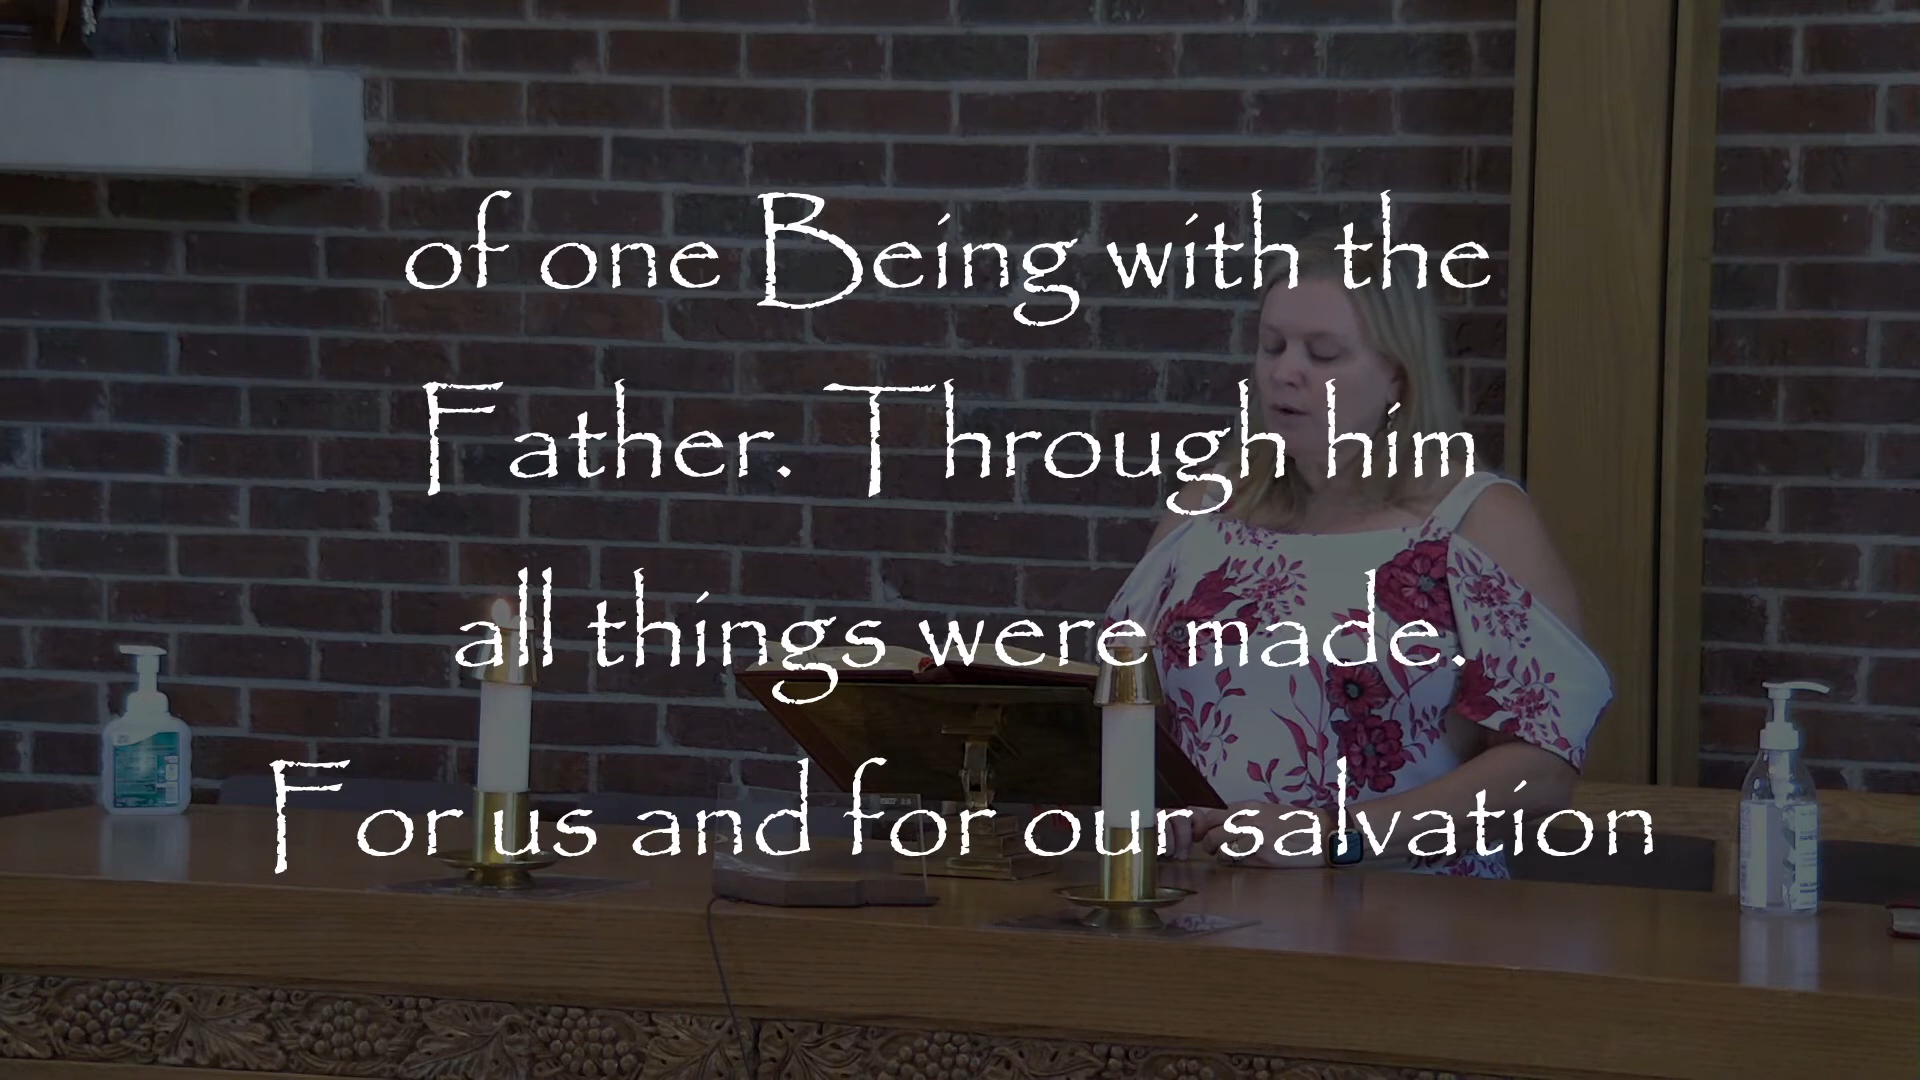 of one Being with the
Father. Through him
all things were made.
For us and for our salvation